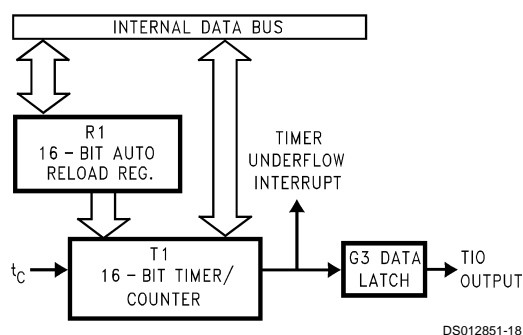 INTERNAL DATA BUS
R1
16 – BIT AUTO
RELOAD REG.
TIMER
UNDERFLOW
INTERRUPT
tC
T1
16 – BIT TIMER/
COUNTER
G3 DATA
LATCH
TIO
OUTPUT
DS012851-18